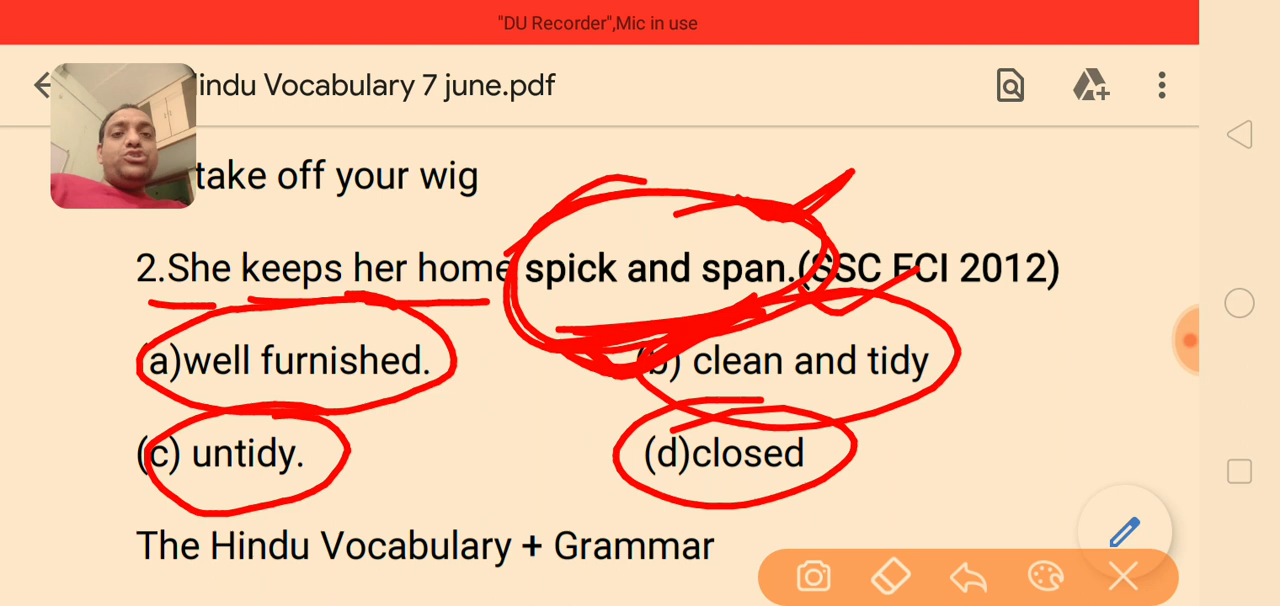 "DU Recorder",Mic in use
indu Vocabulary 7 june.pdf
take off your wig
2.She keeps her home spick and span.(SSC FCI 2012)
(a)well furnished. (b) clean and tidy
(c) untidy. (d)closed
The Hindu Vocabulary + Grammar